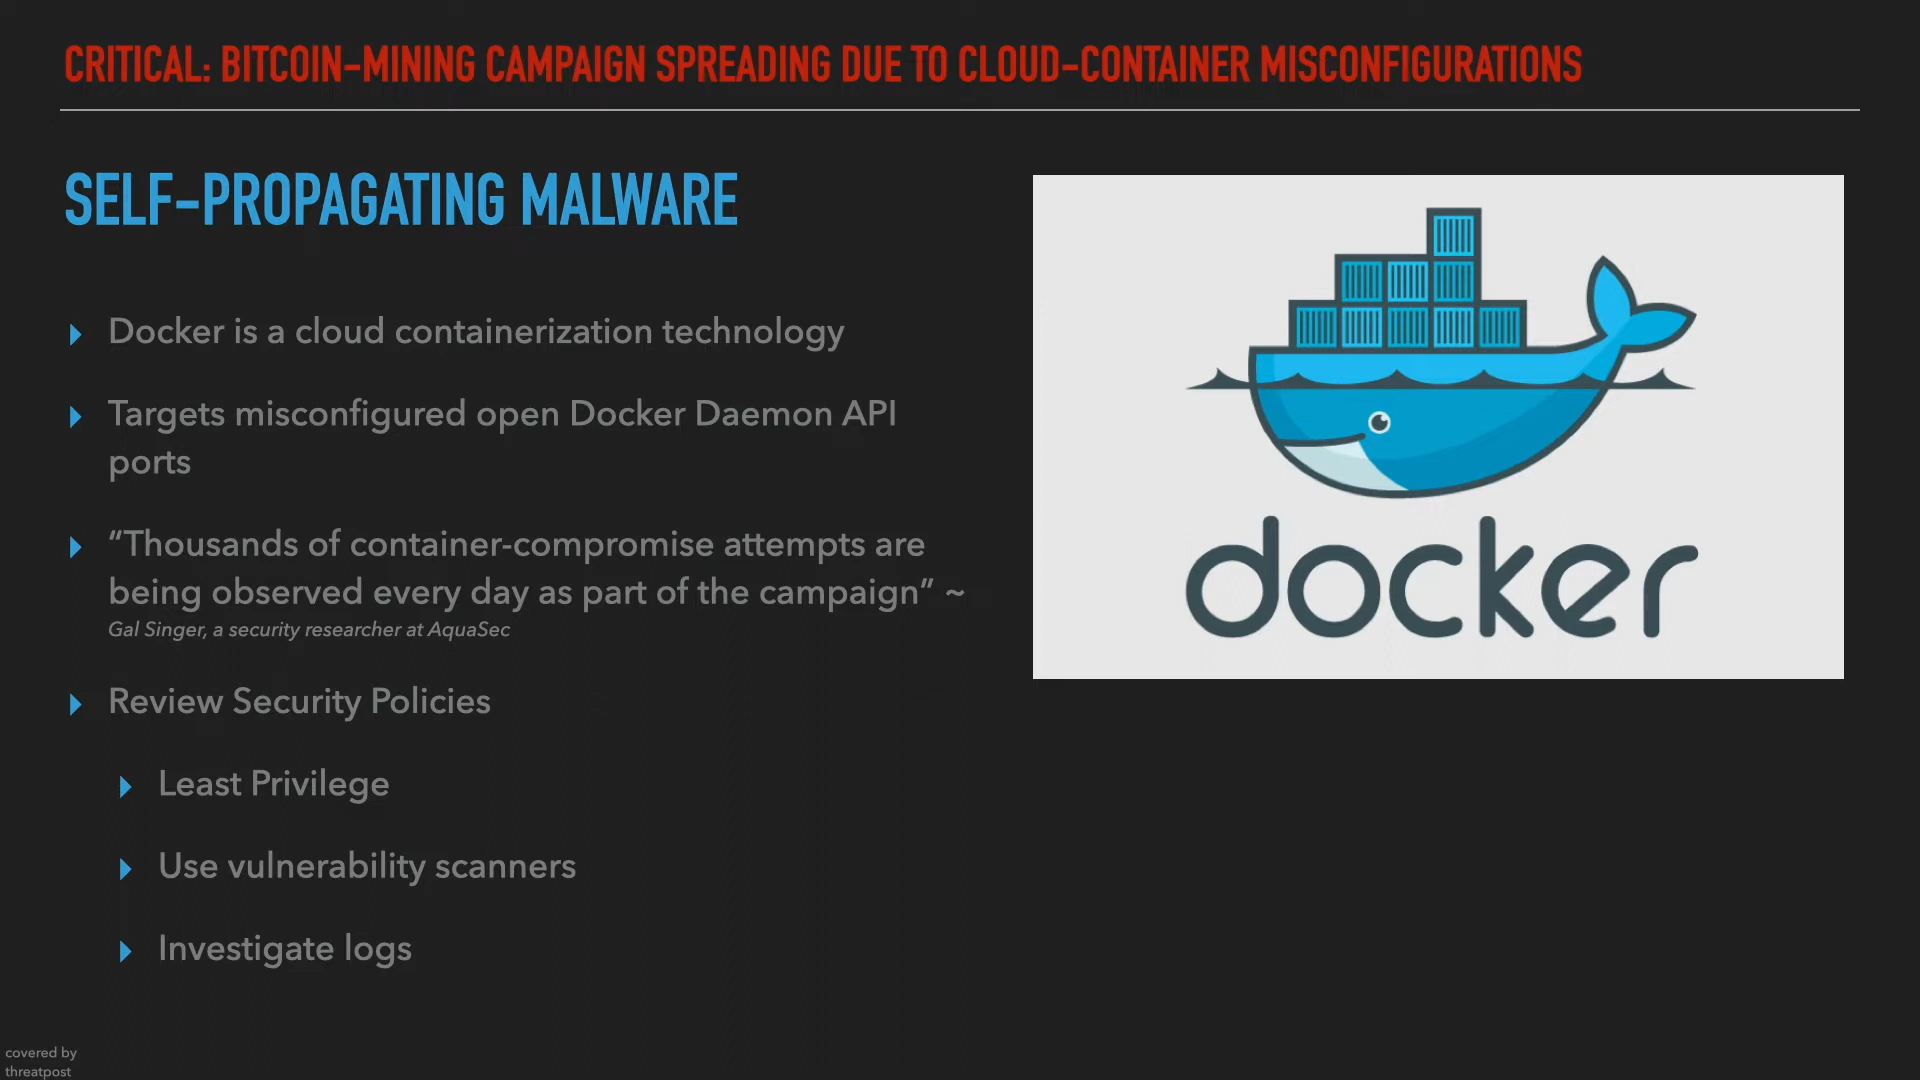 CRITICAL: BITCOIN-MINING CAMPAIGN SPREADING DUE TO CLOUD-CONTAINER MISCONFIGURATIONS
SELF-PROPAGATING MALWARE
Docker is a cloud containerization technology
Targets misconfigured open Docker Daemon API
ports
“Thousands of container-compromise attempts are
being observed every day as part of the campaign” ~
Gal Singer, a security researcher at AquaSec
Review Security Policies
Least Privilege
Use vulnerability scanners
Investigate logs
docker
covered by
threatpost